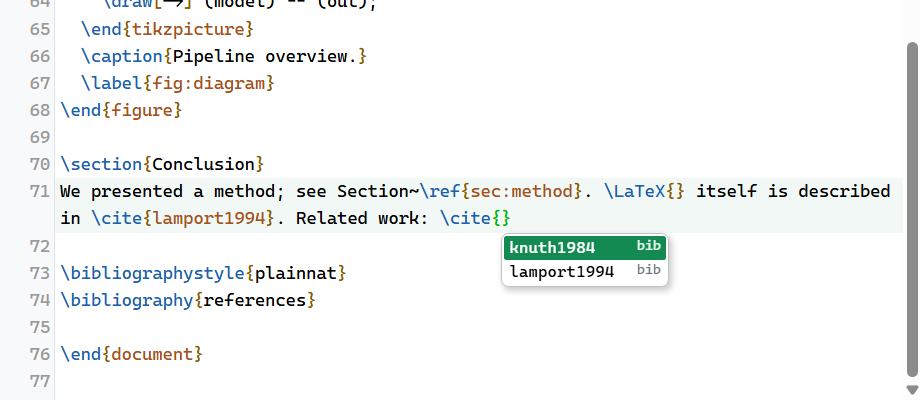 64 \draw[->] (model) -- (out);
65 \end{tikzpicture}
66 \caption{Pipeline overview.}
67 \label{fig:diagram}
68 \end{figure}
69
70 \section{Conclusion}
71 We presented a method; see Section~\ref{sec:method}. \LaTeX{} itself is described
in \cite{lamport1994}. Related work: \cite{}
knuth1984 bib
lamport1994 bib
72
73 \bibliographystyle{plainnat}
74 \bibliography{references}
75
76 \end{document}
77